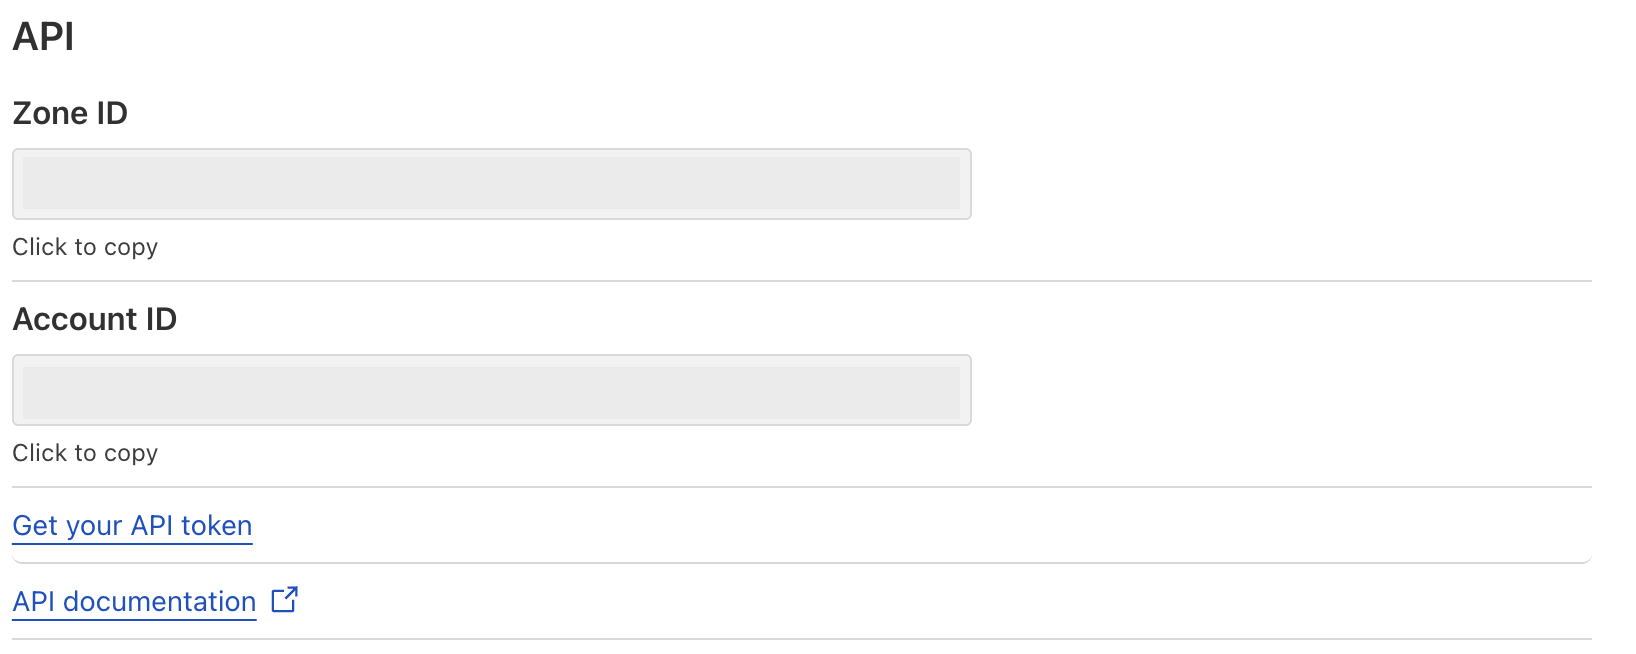 API
Zone ID
Click to copy
Account ID
Click to copy
Get your API token
API documentation